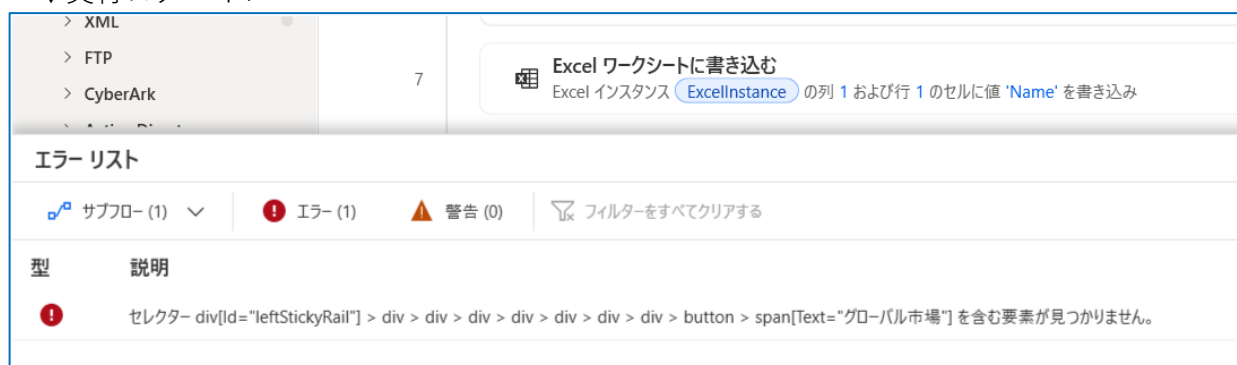 XML
FTP
CyberArk
7
Excel ワークシートに書き込む
Excel インスタンス ExcelInstance の列 1 および行 1 のセルに値 'Name' を書き込み
エラー リスト
サブフロー (1)
エラー (1)
警告 (0)
フィルターをすべてクリアする
型
説明
セレクター div[Id="leftStickyRail"] > div > div > div > div > div > div > div > button > span[Text="グローバル市場"] を含む要素が見つかりません。